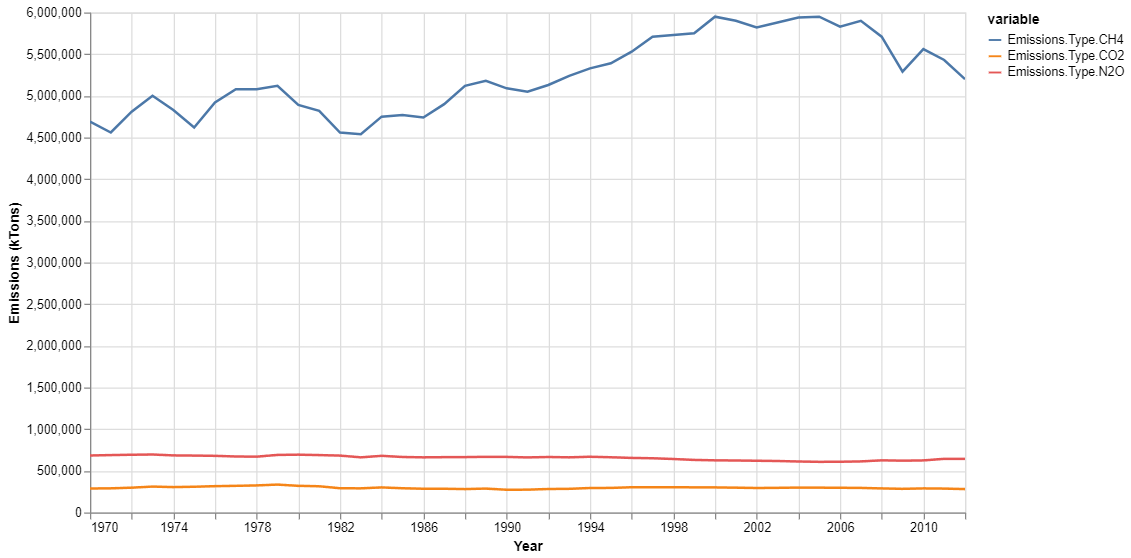 6,000,000
5,500,000
5,000,000
4,500,000
4,000,000
3,500,000
3,000,000
2,500,000
2,000,000
1,500,000
1,000,000
500,000
0
Emissions (kTons)
1970 1974 1978 1982 1986 1990 1994 1998 2002 2006 2010
Year
variable
Emissions.Type.CH4
Emissions.Type.CO2
Emissions.Type.N2O